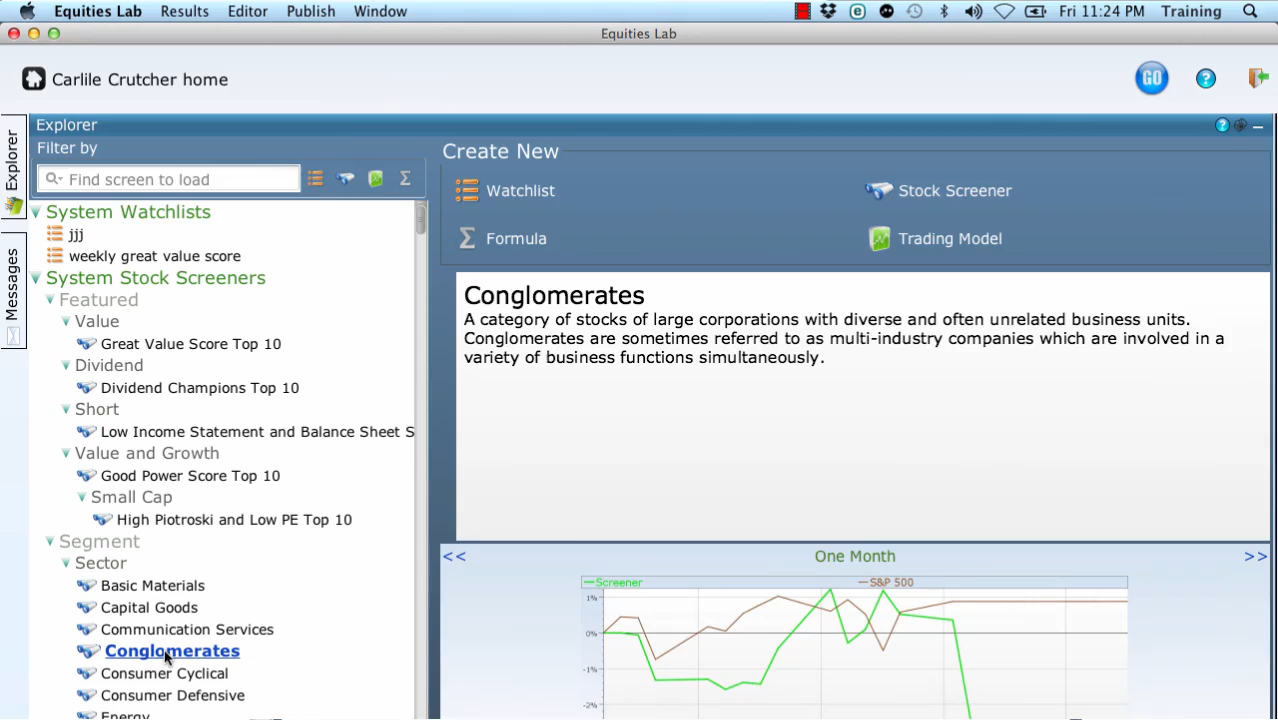 Equities Lab Results Editor Publish Window Fri 11:24 PM Training
Equities Lab
Carlile Crutcher home
GO ?
Explorer
Messages
Explorer
Filter by
Find screen to load
System Watchlists
jjj
weekly great value score
System Stock Screeners
Featured
Value
Great Value Score Top 10
Dividend
Dividend Champions Top 10
Short
Low Income Statement and Balance Sheet S
Value and Growth
Good Power Score Top 10
Small Cap
High Piotroski and Low PE Top 10
Segment
Sector
Basic Materials
Capital Goods
Communication Services
Conglomerates
Consumer Cyclical
Consumer Defensive
Energy
Create New
Watchlist
Stock Screener
Σ Formula
Trading Model
Conglomerates
A category of stocks of large corporations with diverse and often unrelated business units.
Conglomerates are sometimes referred to as multi-industry companies which are involved in a
variety of business functions simultaneously.
<< One Month >>
Screener S&P 500
1%
0%
-1%
-2%